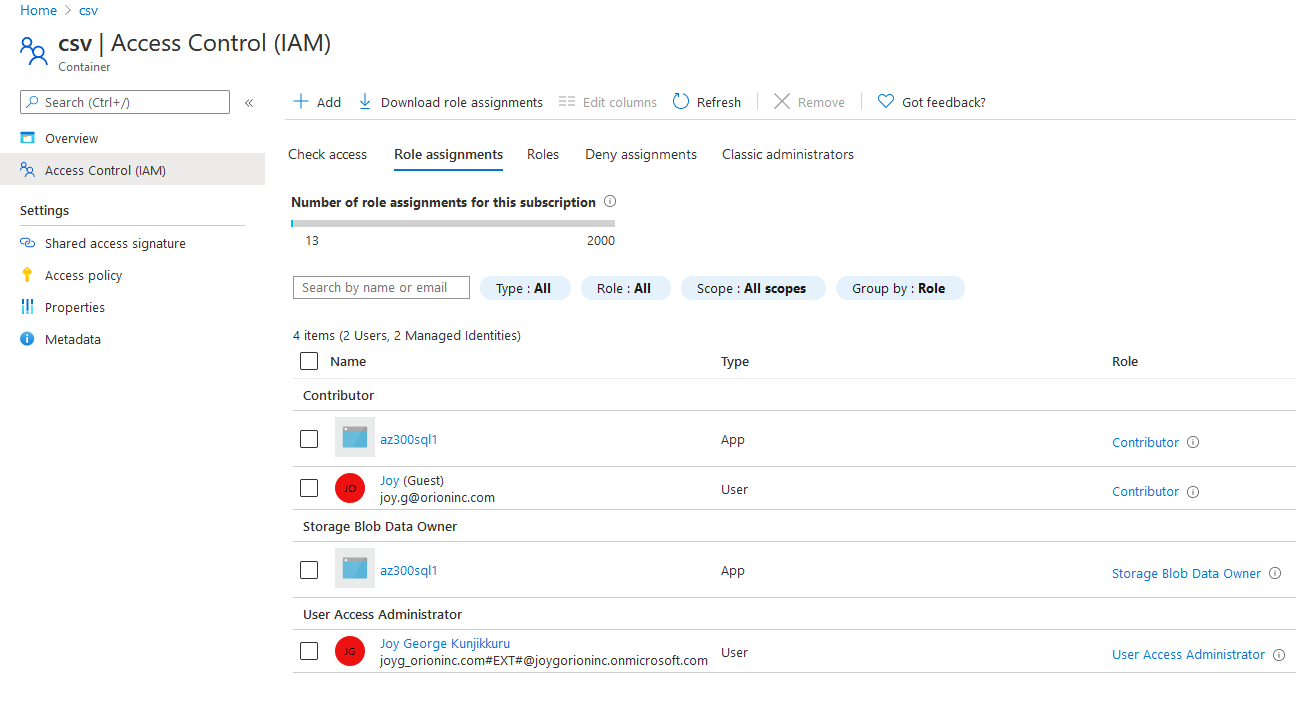 Home > csv
csv | Access Control (IAM)
Container
Search (Ctrl+/)
«
Overview
Access Control (IAM)
Settings
Shared access signature
Access policy
Properties
Metadata
Add
Download role assignments
Edit columns
Refresh
Remove
Got feedback?
Check access
Role assignments
Roles
Deny assignments
Classic administrators
Number of role assignments for this subscription
13
2000
Search by name or email
Type : All
Role : All
Scope : All scopes
Group by : Role
4 items (2 Users, 2 Managed Identities)
Name Type Role
Contributor
az300sql1 App Contributor
JO Joy (Guest)
joy.g@orioninc.com User Contributor
Storage Blob Data Owner
az300sql1 App Storage Blob Data Owner
User Access Administrator
JG Joy George Kunjikkuru
joyg_orioninc.com#EXT#@joygorioninc.onmicrosoft.com User User Access Administrator